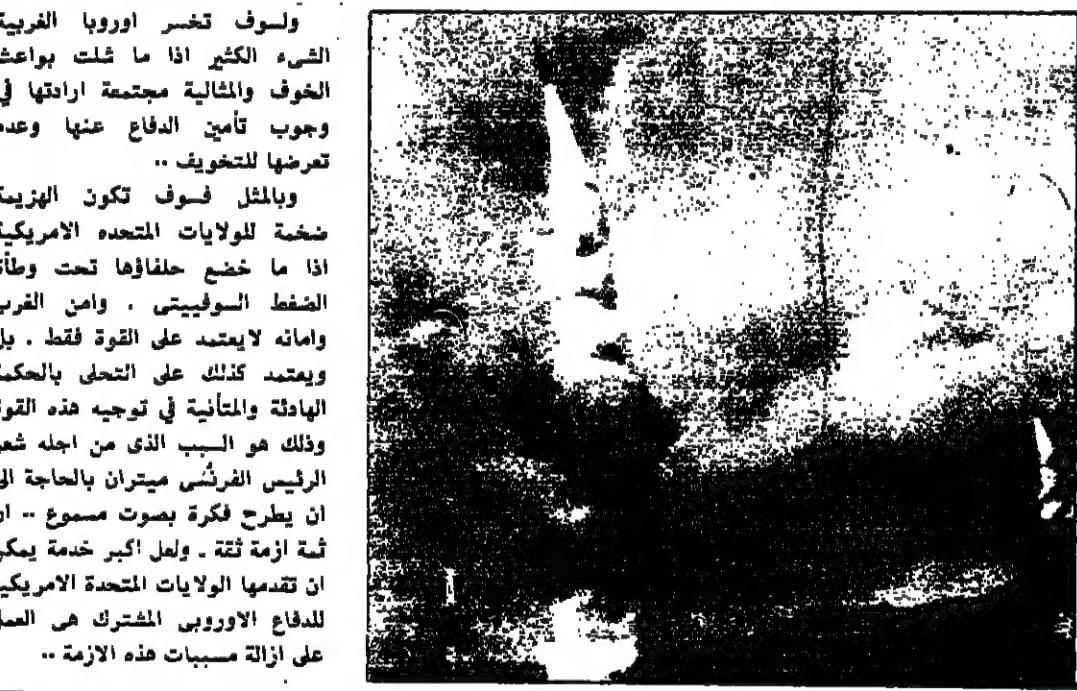 ولسوف تخسر اوروبا الغربية
الشىء الكثير اذا ما شلت بواعث
الخوف والمثالية مجتمعة ارادتها في
وجوب تأمين الدفاع عنها وعدم
تعرضها للتخويف ..
وبالمثل فسوف تكون الهزيمة
ضخمة للولايات المتحده الامريكية
اذا ما خضع حلفاؤها تحت وطأة
الضغط السوفييتى . وامن الغرب
وامانه لايعتمد على القوة فقط . بل
ويعتمد كذلك على التحلى بالحكمة
الهادئة والمتأنية في توجيه هذه القوة
وذلك هو السبب الذى من اجله شعر
الرئيس الفرنسى ميتران بالحاجة الى
ان يطرح فكرة بصوت مسموع .. ان
ثمة ازمة ثقة . ولعل اكبر خدمة يمكن
ان تقدمها الولايات المتحدة الامريكية
للدفاع الاوروبى المشترك هى العمل
على ازالة مسببات هذه الازمة ..